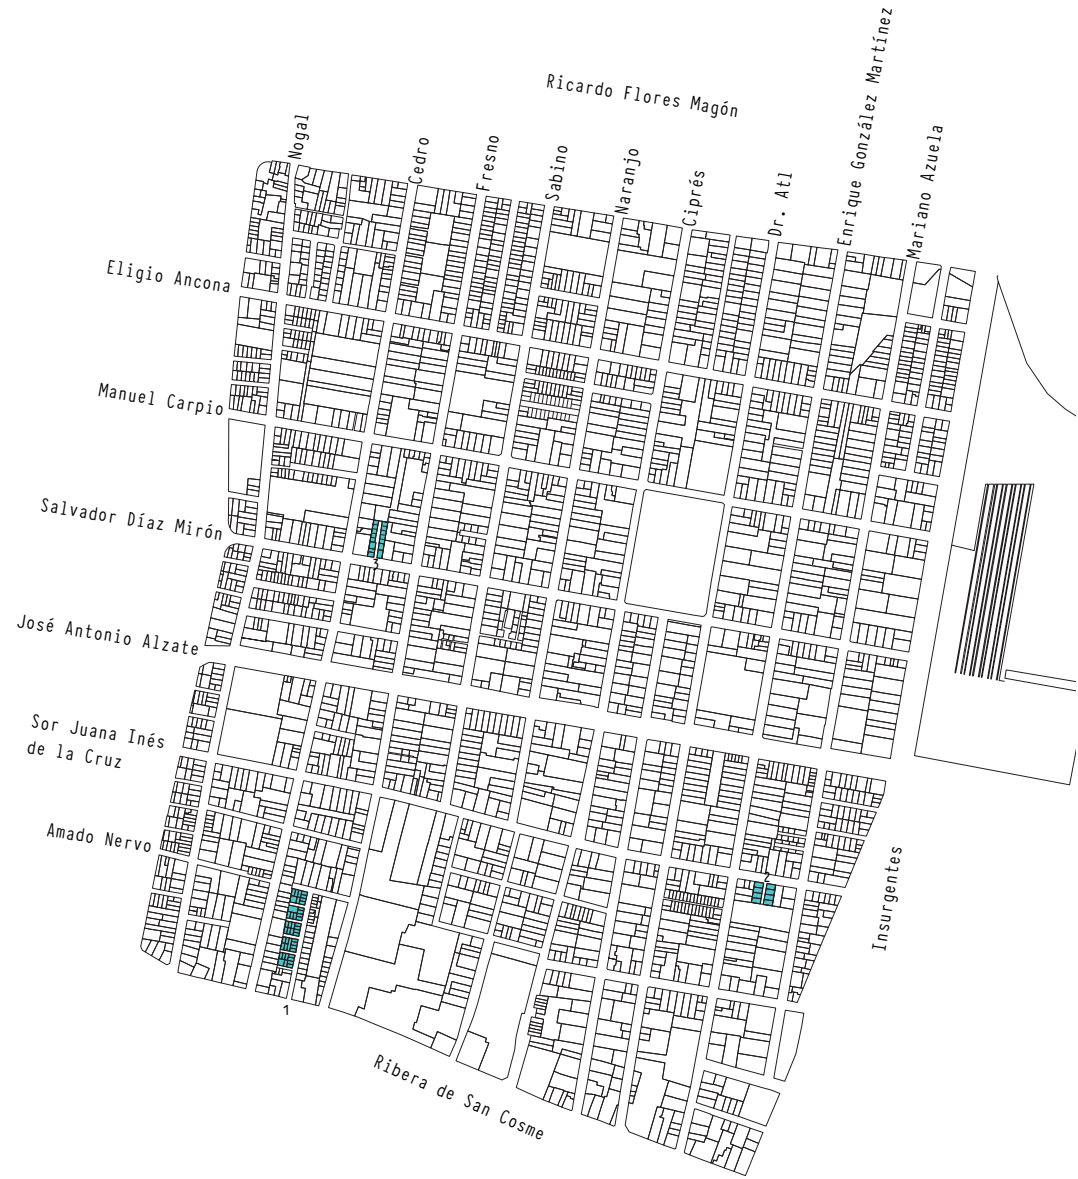 Ricardo Flores Magón
Nogal
Cedro
Fresno
Sabino
Naranjo
Ciprés
Dr. Atl
Enrique González Martínez
Mariano Azuela
Eligio Ancona
Manuel Carpio
Salvador Díaz Mirón
3
José Antonio Alzate
Sor Juana Inés
de la Cruz
Amado Nervo
2
Insurgentes
1
Ribera de San Cosme